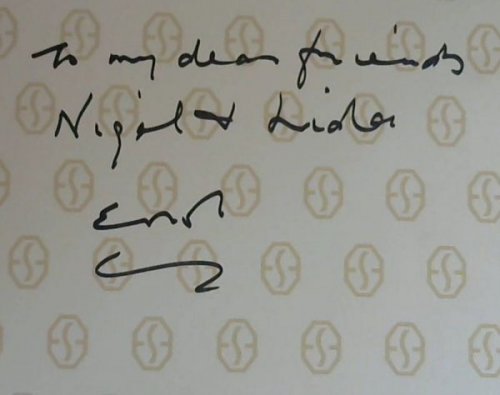 To my dear friends
Nigel & Linda